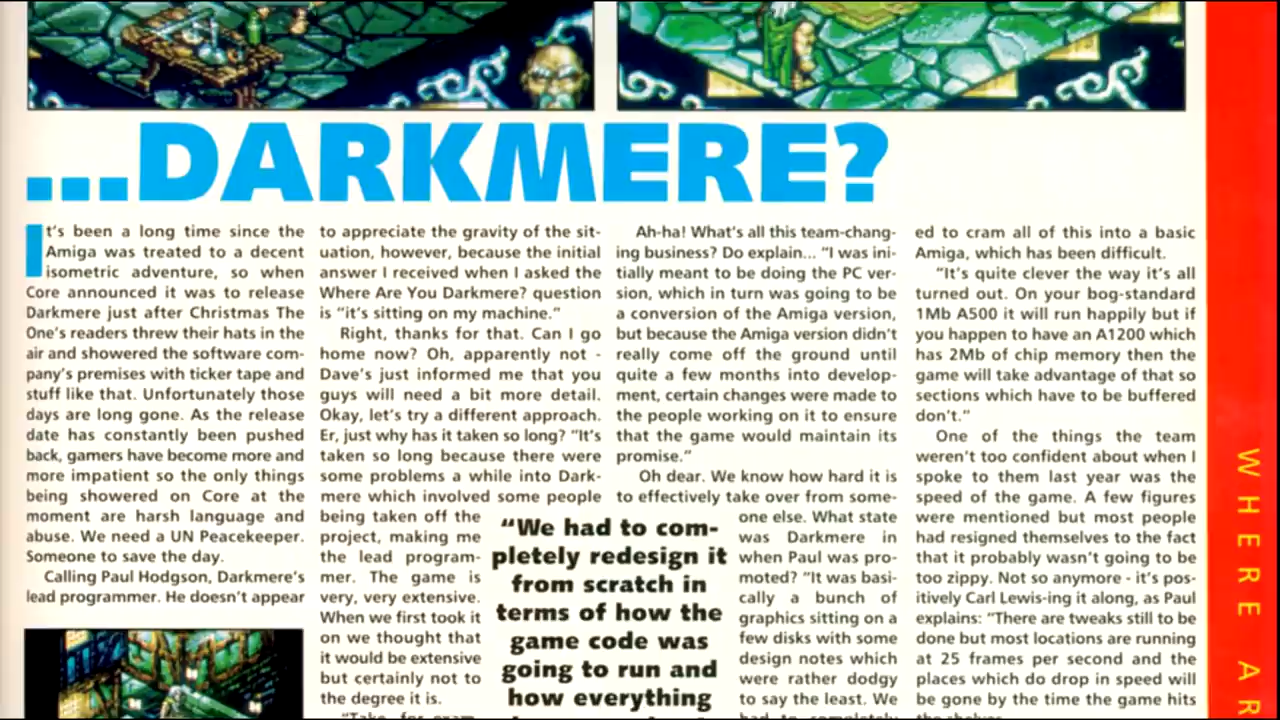 ...DARKMERE?
It's been a long time since the
Amiga was treated to a decent
isometric adventure, so when
Core announced it was to release
Darkmere just after Christmas The
One's readers threw their hats in the
air and showered the software com-
pany's premises with ticker tape and
stuff like that. Unfortunately those
days are long gone. As the release
date has constantly been pushed
back, gamers have become more and
more impatient so the only things
being showered on Core at the
moment are harsh language and
abuse. We need a UN Peacekeeper.
Someone to save the day.
Calling Paul Hodgson, Darkmere's
lead programmer. He doesn't appear
to appreciate the gravity of the sit-
uation, however, because the initial
answer I received when I asked the
Where Are You Darkmere? question
is "it's sitting on my machine."
Right, thanks for that. Can I go
home now? Oh, apparently not -
Dave's just informed me that you
guys will need a bit more detail.
Okay, let's try a different approach.
Er, just why has it taken so long? "It's
taken so long because there were
some problems a while into Dark-
mere which involved some people
being taken off the
project, making me
the lead program-
mer. The game is
very, very extensive.
When we first took it
on we thought that
it would be extensive
but certainly not to
the degree it is.
"Take, for exam-
"We had to com-
pletely redesign it
from scratch in
terms of how the
game code was
going to run and
how everything
Ah-ha! What's all this team-chang-
ing business? Do explain... "I was ini-
tially meant to be doing the PC ver-
sion, which in turn was going to be
a conversion of the Amiga version,
but because the Amiga version didn't
really come off the ground until
quite a few months into develop-
ment, certain changes were made to
the people working on it to ensure
that the game would maintain its
promise."
Oh dear. We know how hard it is
to effectively take over from some-
one else. What state
was Darkmere in
when Paul was pro-
moted? "It was basi-
cally a bunch of
graphics sitting on a
few disks with some
design notes which
were rather dodgy
to say the least. We
had to completely
ed to cram all of this into a basic
Amiga, which has been difficult.
"It's quite clever the way it's all
turned out. On your bog-standard
1Mb A500 it will run happily but if
you happen to have an A1200 which
has 2Mb of chip memory then the
game will take advantage of that so
sections which have to be buffered
don't."
One of the things the team
weren't too confident about when I
spoke to them last year was the
speed of the game. A few figures
were mentioned but most people
had resigned themselves to the fact
that it probably wasn't going to be
too zippy. Not so anymore - it's pos-
itively Carl Lewis-ing it along, as Paul
explains: "There are tweaks still to be
done but most locations are running
at 25 frames per second and the
places which do drop in speed will
be gone by the time the game hits
the shelves.
WHERE AR